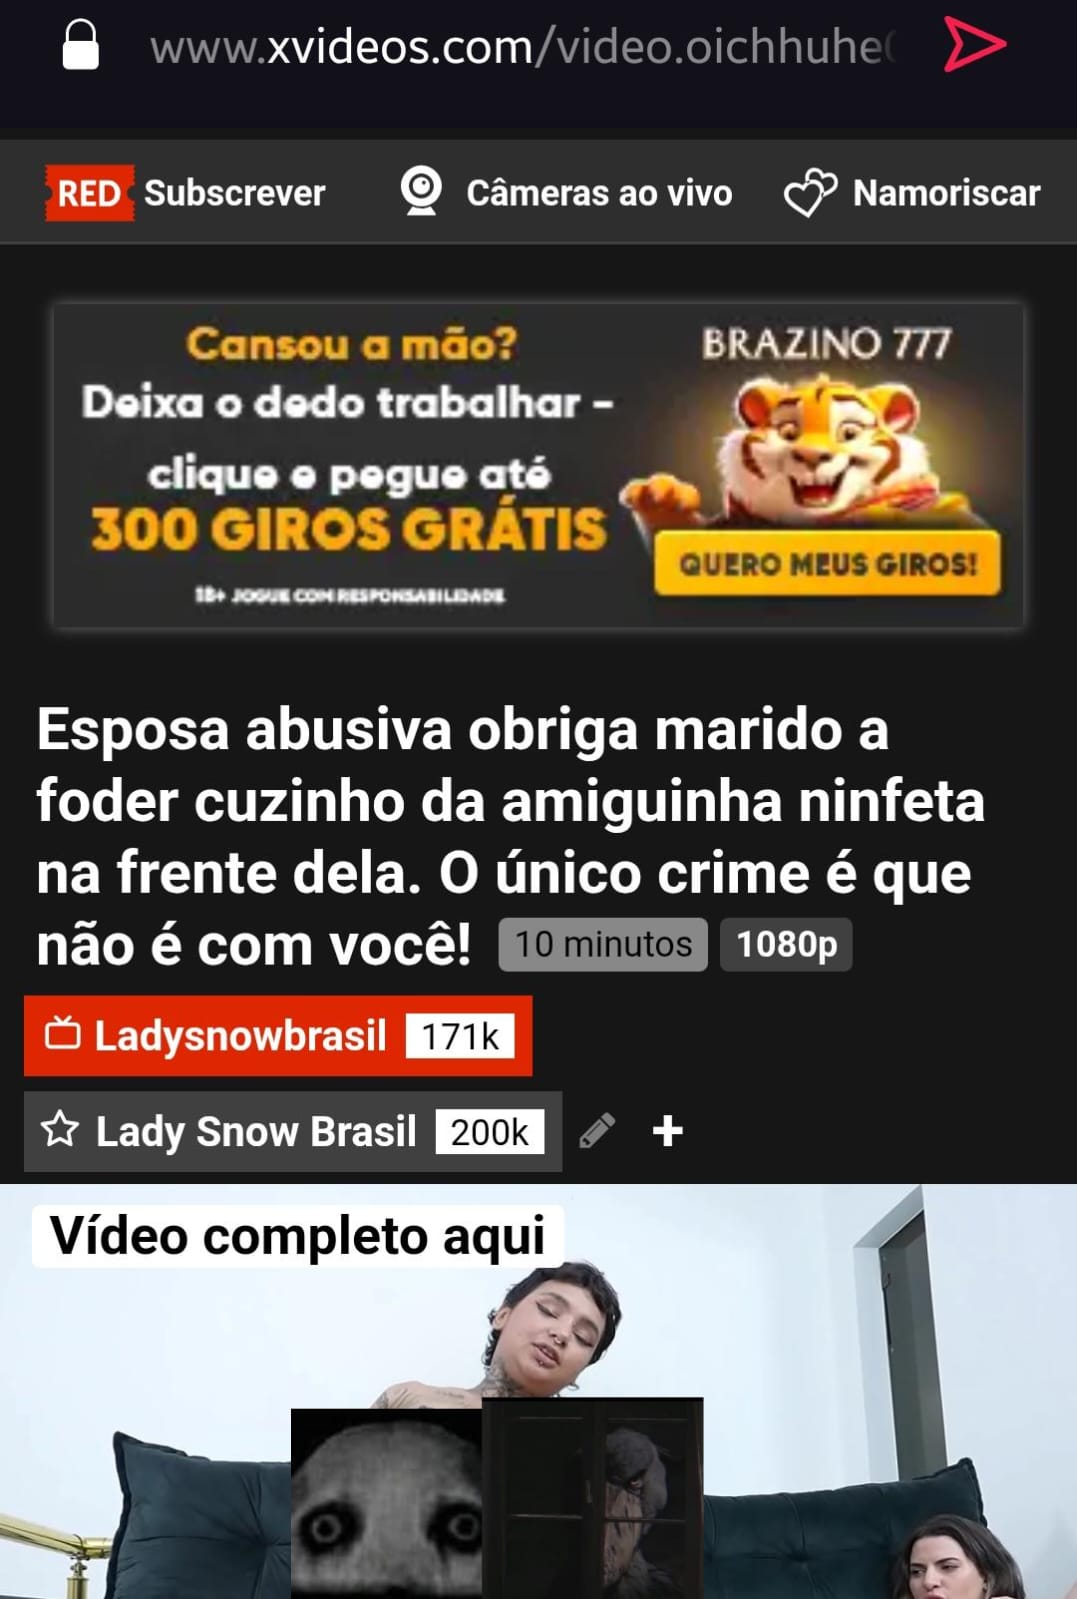 www.xvideos.com/video.oichhuhe
RED Subscrever Câmeras ao vivo Namoriscar
Cansou a mão?
Deixa o dedo trabalhar -
clique e pegue até
300 GIROS GRÁTIS
18+ JOGUE COM RESPONSABILIDADE
BRAZINO 777
QUERO MEUS GIROS!
Esposa abusiva obriga marido a
foder cuzinho da amiguinha ninfeta
na frente dela. O único crime é que
não é com você! 10 minutos 1080p
Ladysnowbrasil 171k
Lady Snow Brasil 200k
Vídeo completo aqui